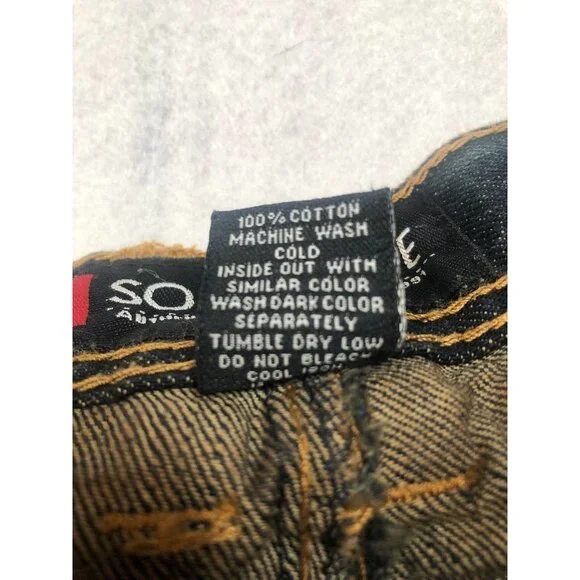 100% COTTON
MACHINE WASH
COLD
INSIDE OUT WITH
SIMILAR COLOR
WASH DARK COLOR
SEPARATELY
TUMBLE DRY LOW
DO NOT BLEACH
COOL IRON
SO
E